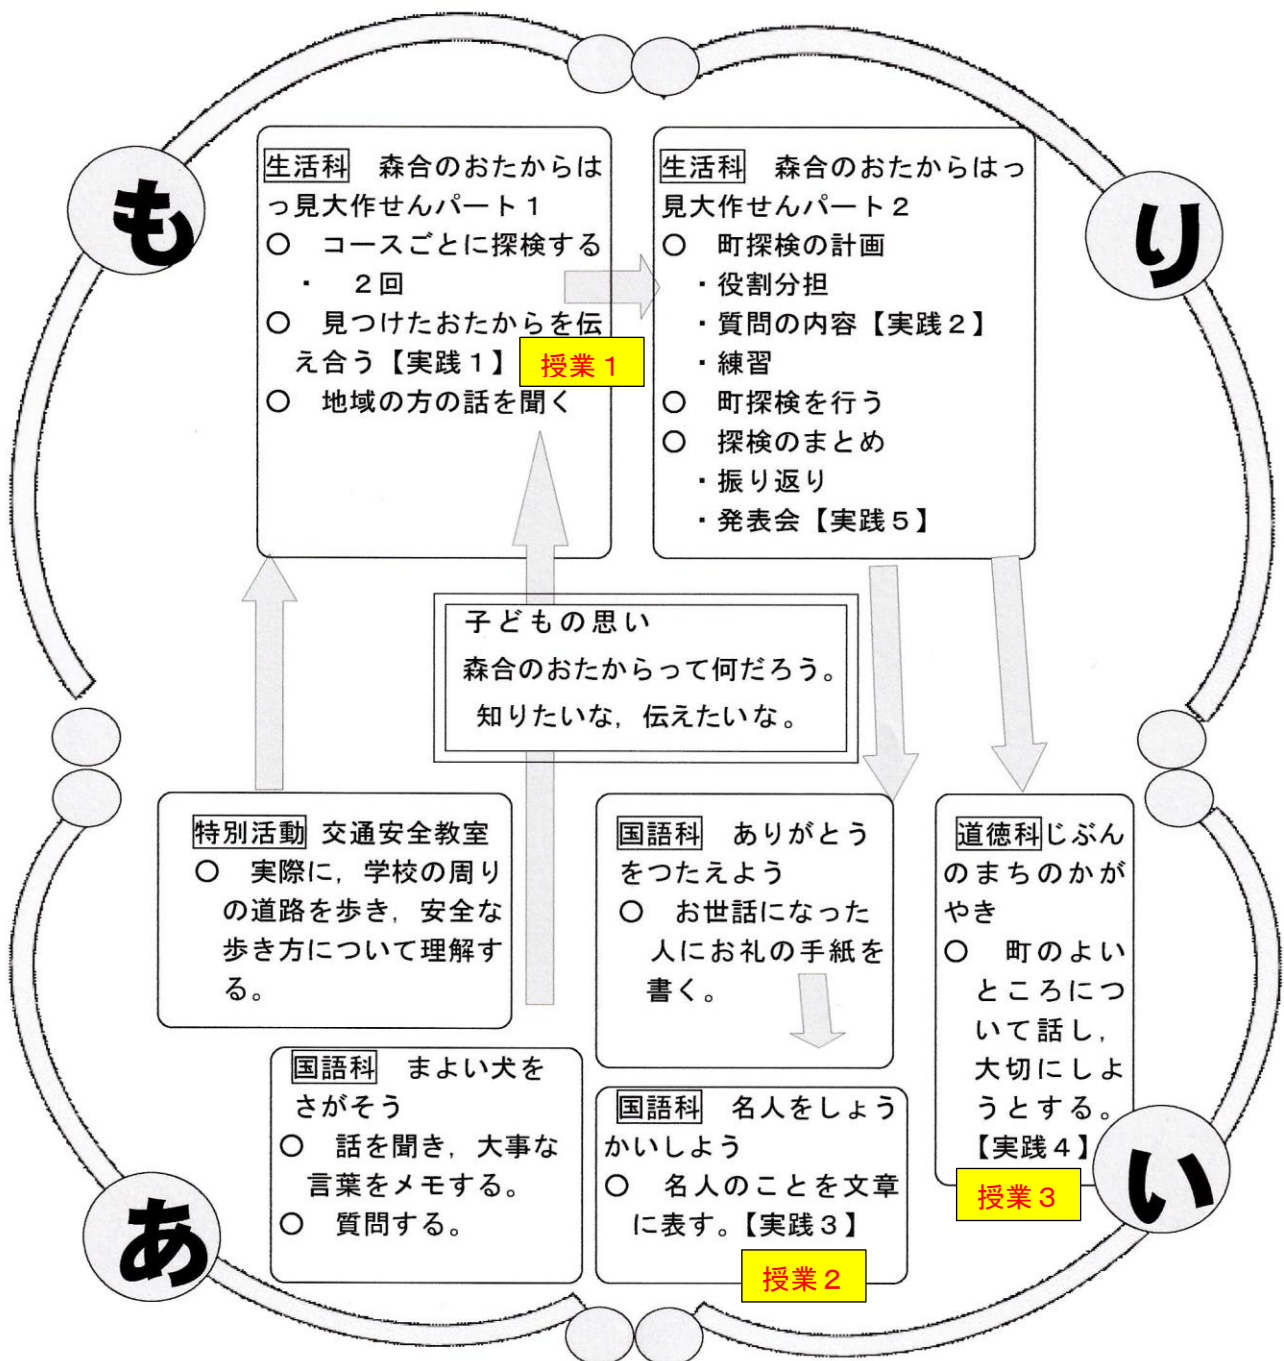 も
り
生活科　森合のおたからは
っ見大作せんパート１
○　コースごとに探検する
・　２回
○　見つけたおたからを伝
え合う【実践１】
授業１
○　地域の方の話を聞く
生活科　森合のおたからはっ
見大作せんパート２
○　町探検の計画
・役割分担
・質問の内容【実践２】
・練習
○　町探検を行う
○　探検のまとめ
・振り返り
・発表会【実践５】
子どもの思い
森合のおたからって何だろう。
知りたいな，伝えたいな。
特別活動　交通安全教室
○　実際に，学校の周り
の道路を歩き，安全な
歩き方について理解す
る。
国語科　まよい犬を
さがそう
○　話を聞き，大事な
言葉をメモする。
○　質問する。
国語科　ありがとう
をつたえよう
○　お世話になった
人にお礼の手紙を
書く。
国語科　名人をしょう
かいしよう
○　名人のことを文章
に表す。【実践３】
授業２
道徳科じぶん
のまちのかが
やき
○　町のよい
ところにつ
いて話し，
大切にしよ
うとする。
【実践４】
授業３
あ
い